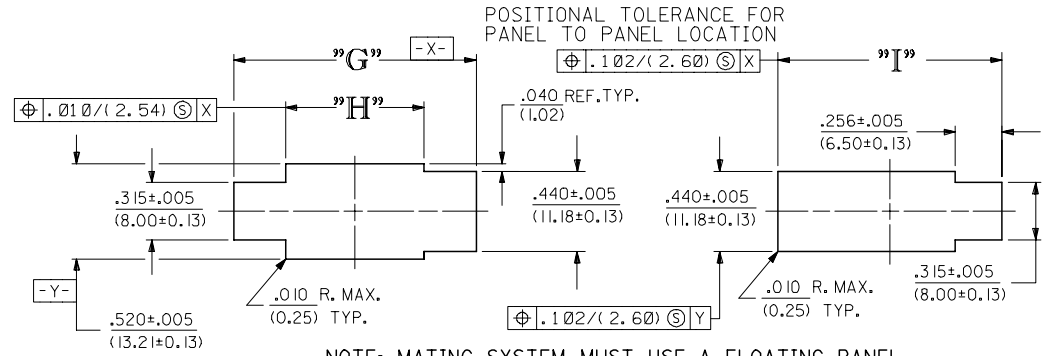 POSITIONAL TOLERANCE FOR
PANEL TO PANEL LOCATION
"G"
-X-
⌖ .102/(2.60) Ⓢ X
"I"
⌖ .010/(2.54) Ⓢ X
"H"
.040 REF.TYP.
(1.02)
.256±.005
(6.50±0.13)
.315±.005
(8.00±0.13)
.440±.005
(11.18±0.13)
.440±.005
(11.18±0.13)
-Y-
.010 R. MAX.
(0.25) TYP.
.520±.005
(13.21±0.13)
⌖ .102/(2.60) Ⓢ Y
.010 R. MAX.
(0.25) TYP.
.315±.005
(8.00±0.13)
NOTE: MATING SYSTEM MUST USE A FLOATING PANEL